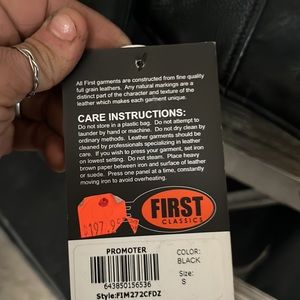 All First garments are constructed from fine quality
full grain leathers. Any natural markings are a
distinct part of the character and texture of the
leather which makes each garment unique.
CARE INSTRUCTIONS:
Do not store in a plastic bag. Do not attempt to
launder by hand or machine. Do not dry clean by
ordinary methods. Leather garments should be
cleaned by professionals specializing in leather
care. If you wish to press your garment, set iron
on lowest setting. Do not steam. Place heavy
brown paper between iron and surface of leather
or suede. Press one panel at a time, constantly
moving iron to avoid overheating.
$197.95
FIRST
CLASSICS
PROMOTER
643850156536
Style:FIM272CFDZ
COLOR:
BLACK
Size:
S